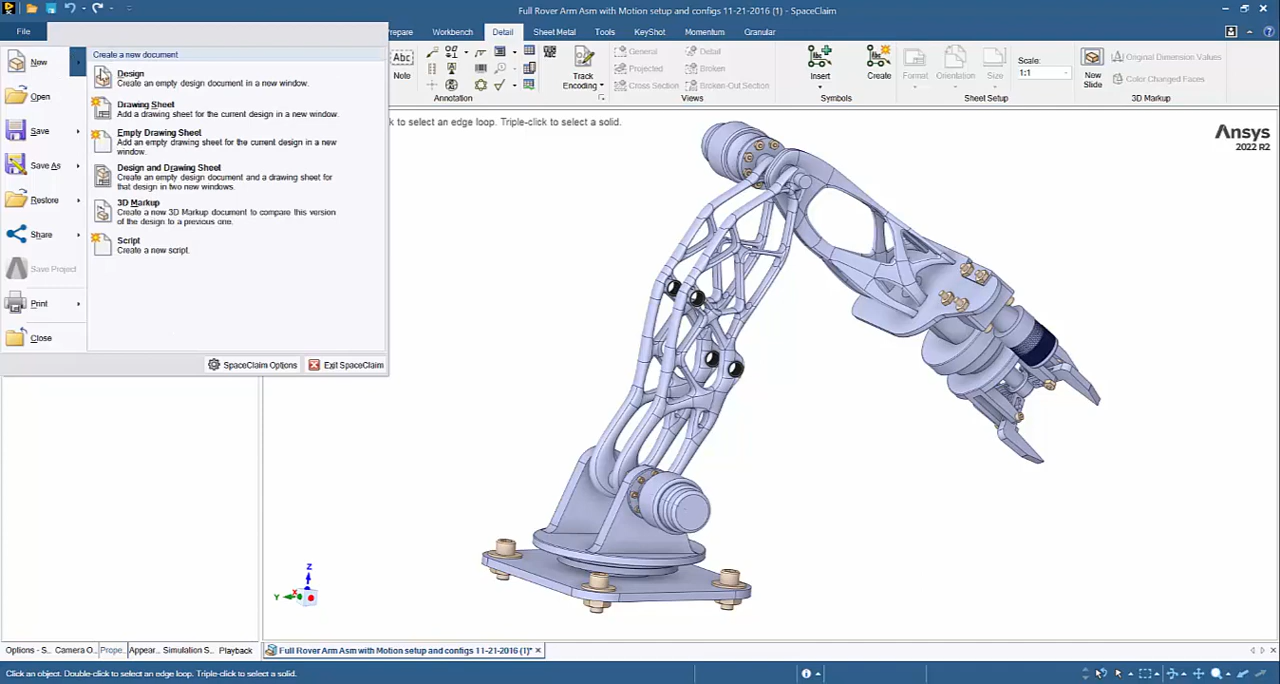 Full Rover Arm Asm with Motion setup and configs 11-21-2016 (1) - SpaceClaim
File
repare
Workbench
Detail
Sheet Metal
Tools
KeyShot
Momentum
Granular
New
Open
Save
Save As
Restore
Share
Save Project
Print
Close
Create a new document
Design
Create an empty design document in a new window.
Drawing Sheet
Add a drawing sheet for the current design in a new window.
Empty Drawing Sheet
Add an empty drawing sheet for the current design in a new
window.
Design and Drawing Sheet
Create an empty design document and a drawing sheet for
that design in two new windows.
3D Markup
Create a new 3D Markup document to compare this version
of the design to a previous one.
Script
Create a new script.
SpaceClaim Options
Exit SpaceClaim
Abc
Note
Annotation
Track
Encoding
General
Projected
Cross Section
Detail
Broken
Broken-Out Section
Views
Insert
Create
Symbols
Format
Orientation
Size
Scale:
1:1
Sheet Setup
New
Slide
Original Dimension Values
Color Changed Faces
3D Markup
k to select an edge loop. Triple-click to select a solid.
Ansys
2022 R2
Z
Y
X
Options - S...
Camera O...
Prope...
Appear...
Simulation S...
Playback
Full Rover Arm Asm with Motion setup and configs 11-21-2016 (1)*
Click an object. Double-click to select an edge loop. Triple-click to select a solid.